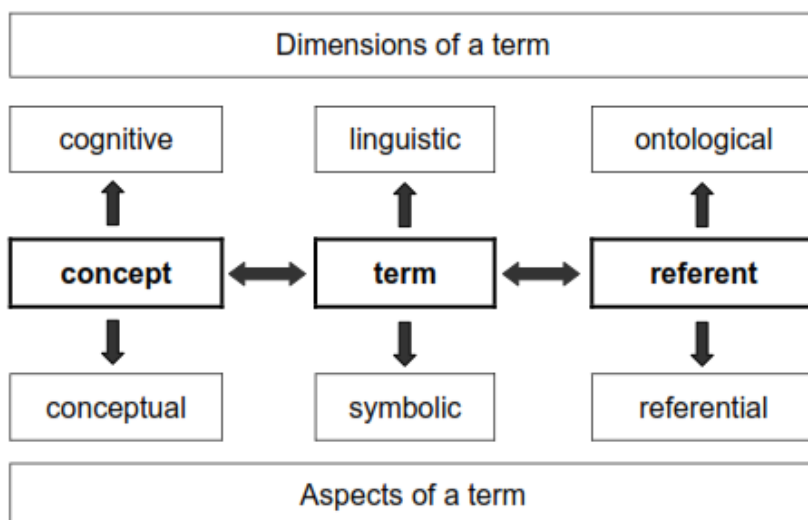 Dimensions of a term
cognitive linguistic ontological
concept term referent
conceptual symbolic referential
Aspects of a term